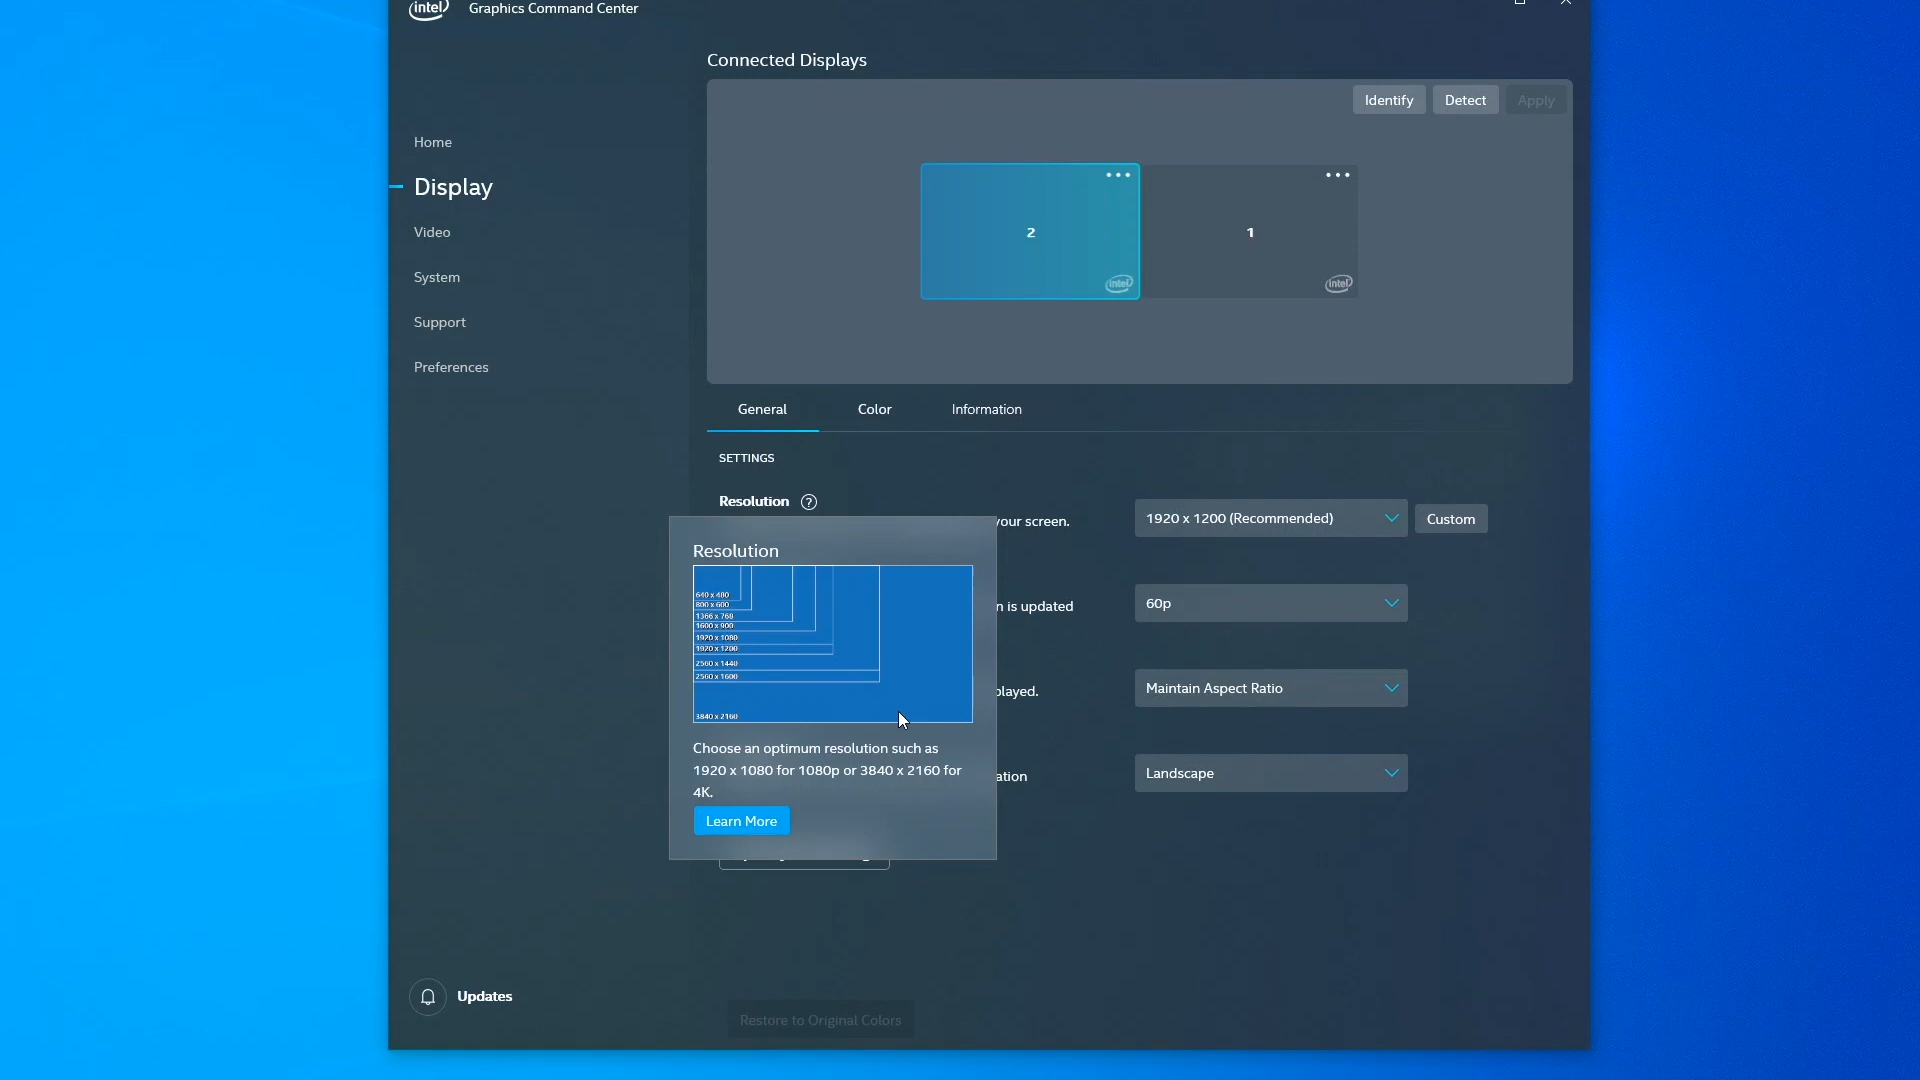 intel
Graphics Command Center
Connected Displays
Identify
Detect
Apply
Home
Display
Video
System
Support
Preferences
2
intel
1
intel
General
Color
Information
SETTINGS
Resolution ?
your screen.
1920 x 1200 (Recommended)
Custom
Resolution
640 x 480
800 x 600
1366 x 768
1600 x 900
1920 x 1080
1920 x 1200
2560 x 1440
2560 x 1600
3840 x 2160
n is updated
60p
played.
Maintain Aspect Ratio
Choose an optimum resolution such as
1920 x 1080 for 1080p or 3840 x 2160 for
4K.
ation
Landscape
Learn More
Updates
Restore to Original Colors